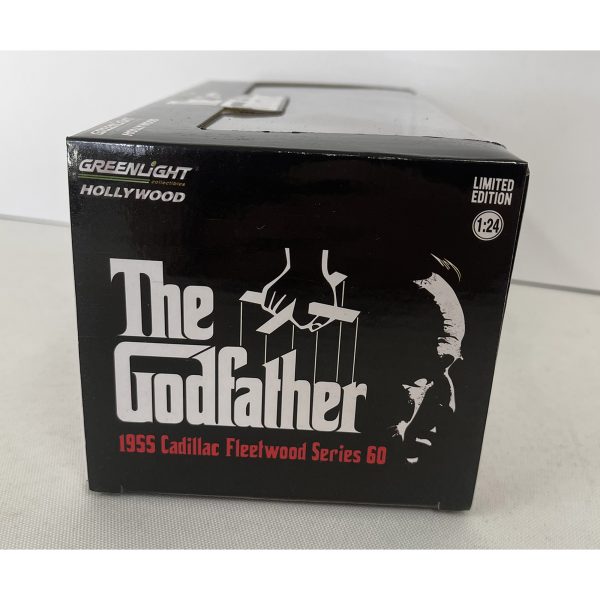 GREENLIGHT
collectibles
HOLLYWOOD
LIMITED
EDITION
1:24
The
Godfather
1955 Cadillac Fleetwood Series 60